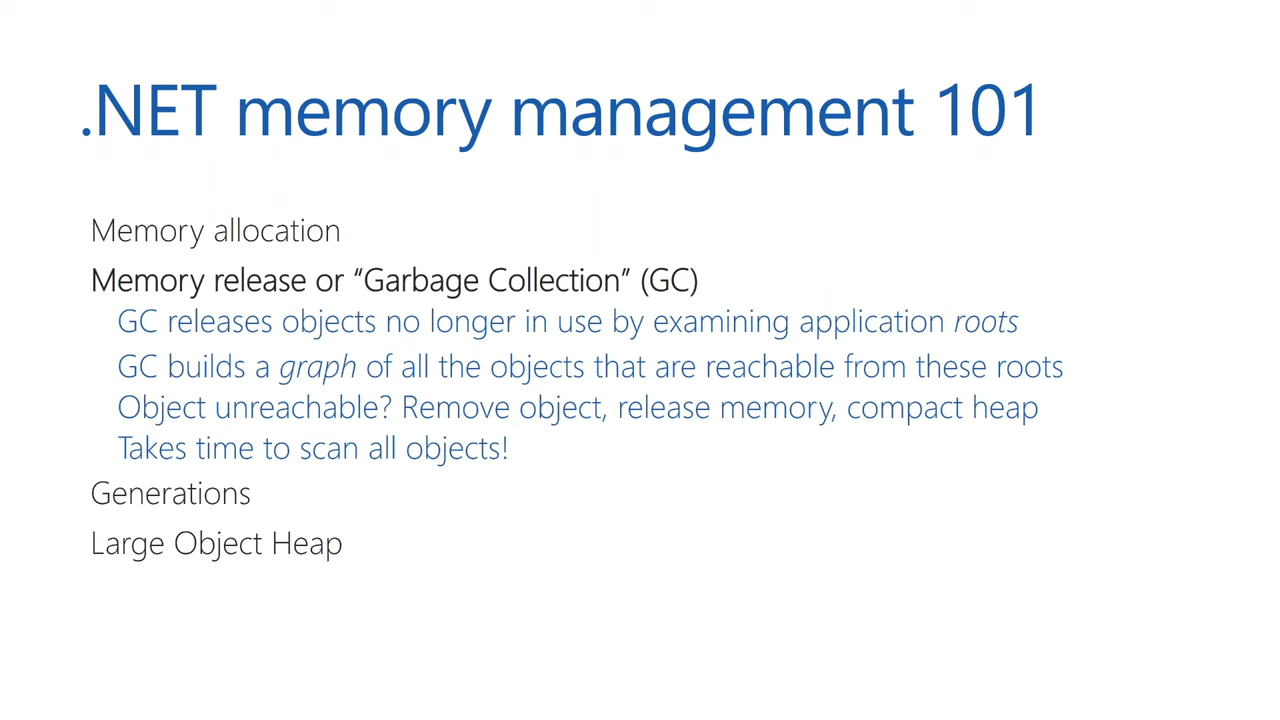 .NET memory management 101
Memory allocation
Memory release or “Garbage Collection” (GC)
GC releases objects no longer in use by examining application roots
GC builds a graph of all the objects that are reachable from these roots
Object unreachable? Remove object, release memory, compact heap
Takes time to scan all objects!
Generations
Large Object Heap